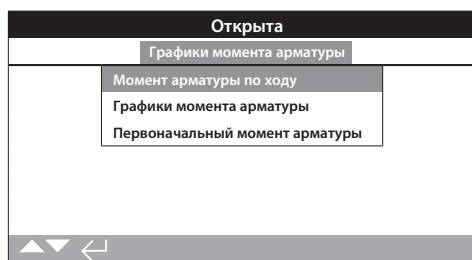 Открыта
Графики момента арматуры
Момент арматуры по ходу
Графики момента арматуры
Первоначальный момент арматуры